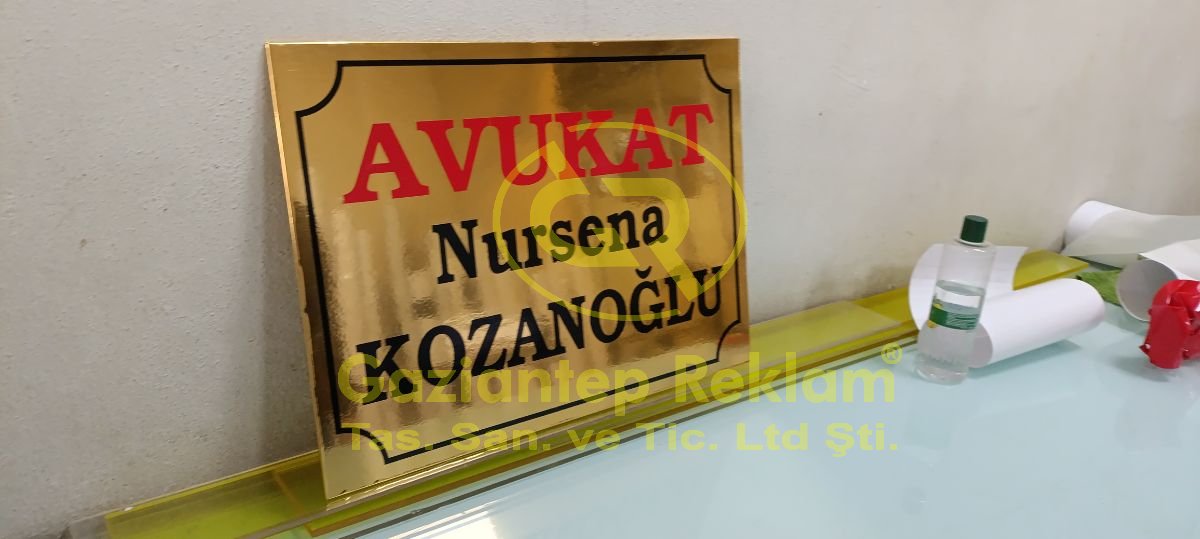 AVUKAT
Nursena
KOZANOĞLU
Gaziantep Reklam®
Tas. San. ve Tic. Ltd Şti.